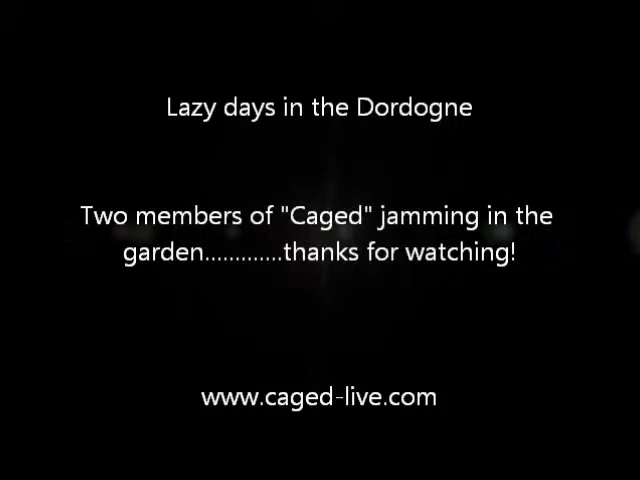 Lazy days in the Dordogne
Two members of "Caged" jamming in the
garden.............thanks for watching!
www.caged-live.com